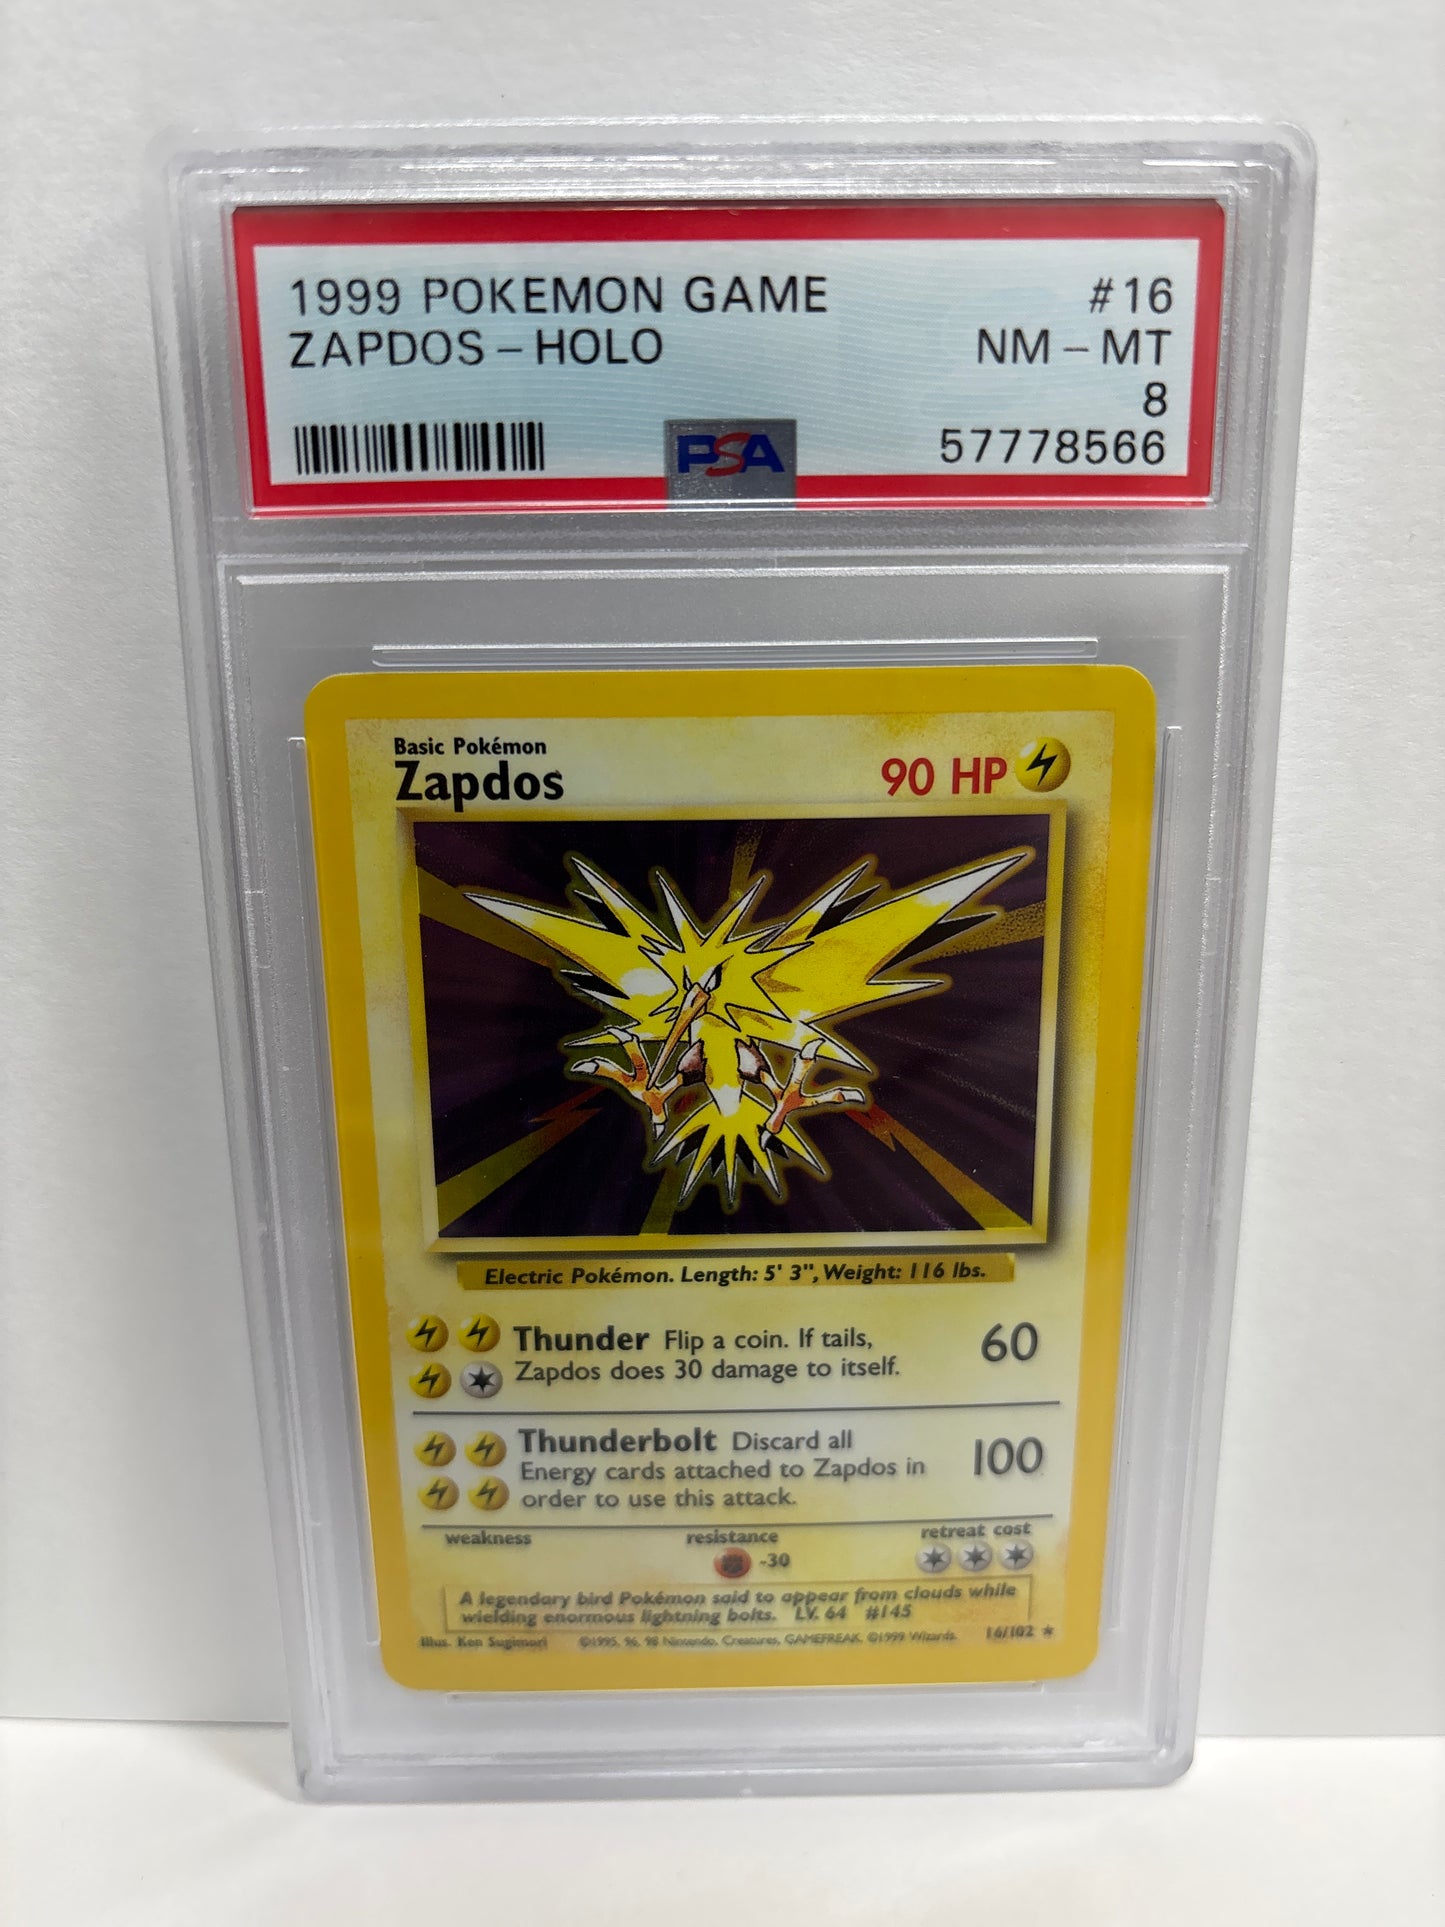 1999 POKEMON GAME #16
ZAPDOS - HOLO NM - MT
8
PSA 57778566
Basic Pokémon
Zapdos 90 HP
Electric Pokémon. Length: 5' 3", Weight: 116 lbs.
Thunder Flip a coin. If tails,
Zapdos does 30 damage to itself.
60
Thunderbolt Discard all
Energy cards attached to Zapdos in
order to use this attack.
100
weakness resistance retreat cost
-30
A legendary bird Pokémon said to appear from clouds while
wielding enormous lightning bolts. LV. 64 #145
Illus. Ken Sugimori ©1995, 96, 98 Nintendo, Creatures, GAMEFREAK. ©1999 Wizards. 16/102 ★